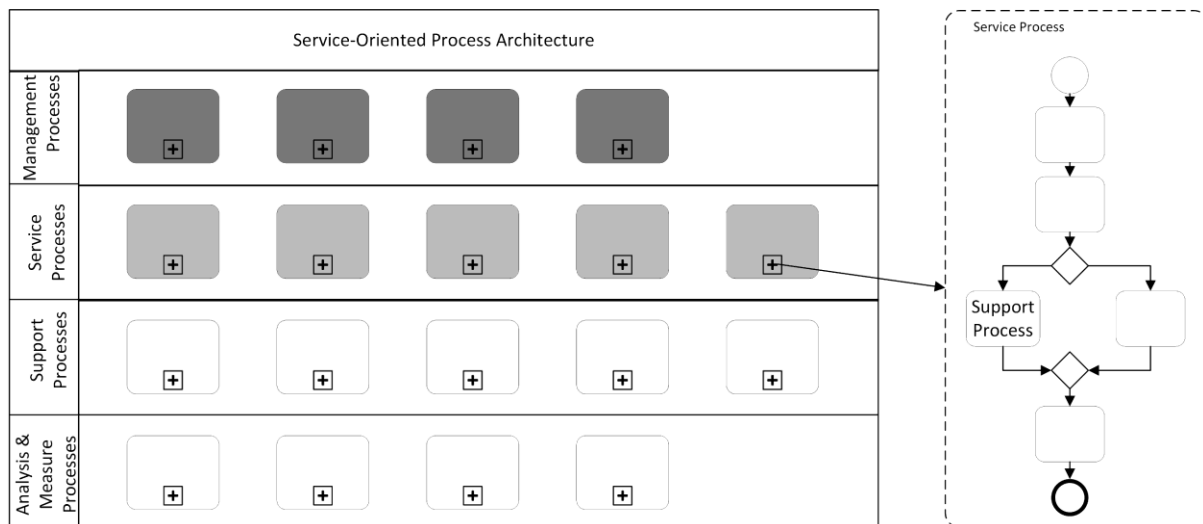 Service-Oriented Process Architecture
Management
Processes
Service
Processes
Support
Processes
Analysis &
Measure
Processes
Service Process
Support
Process